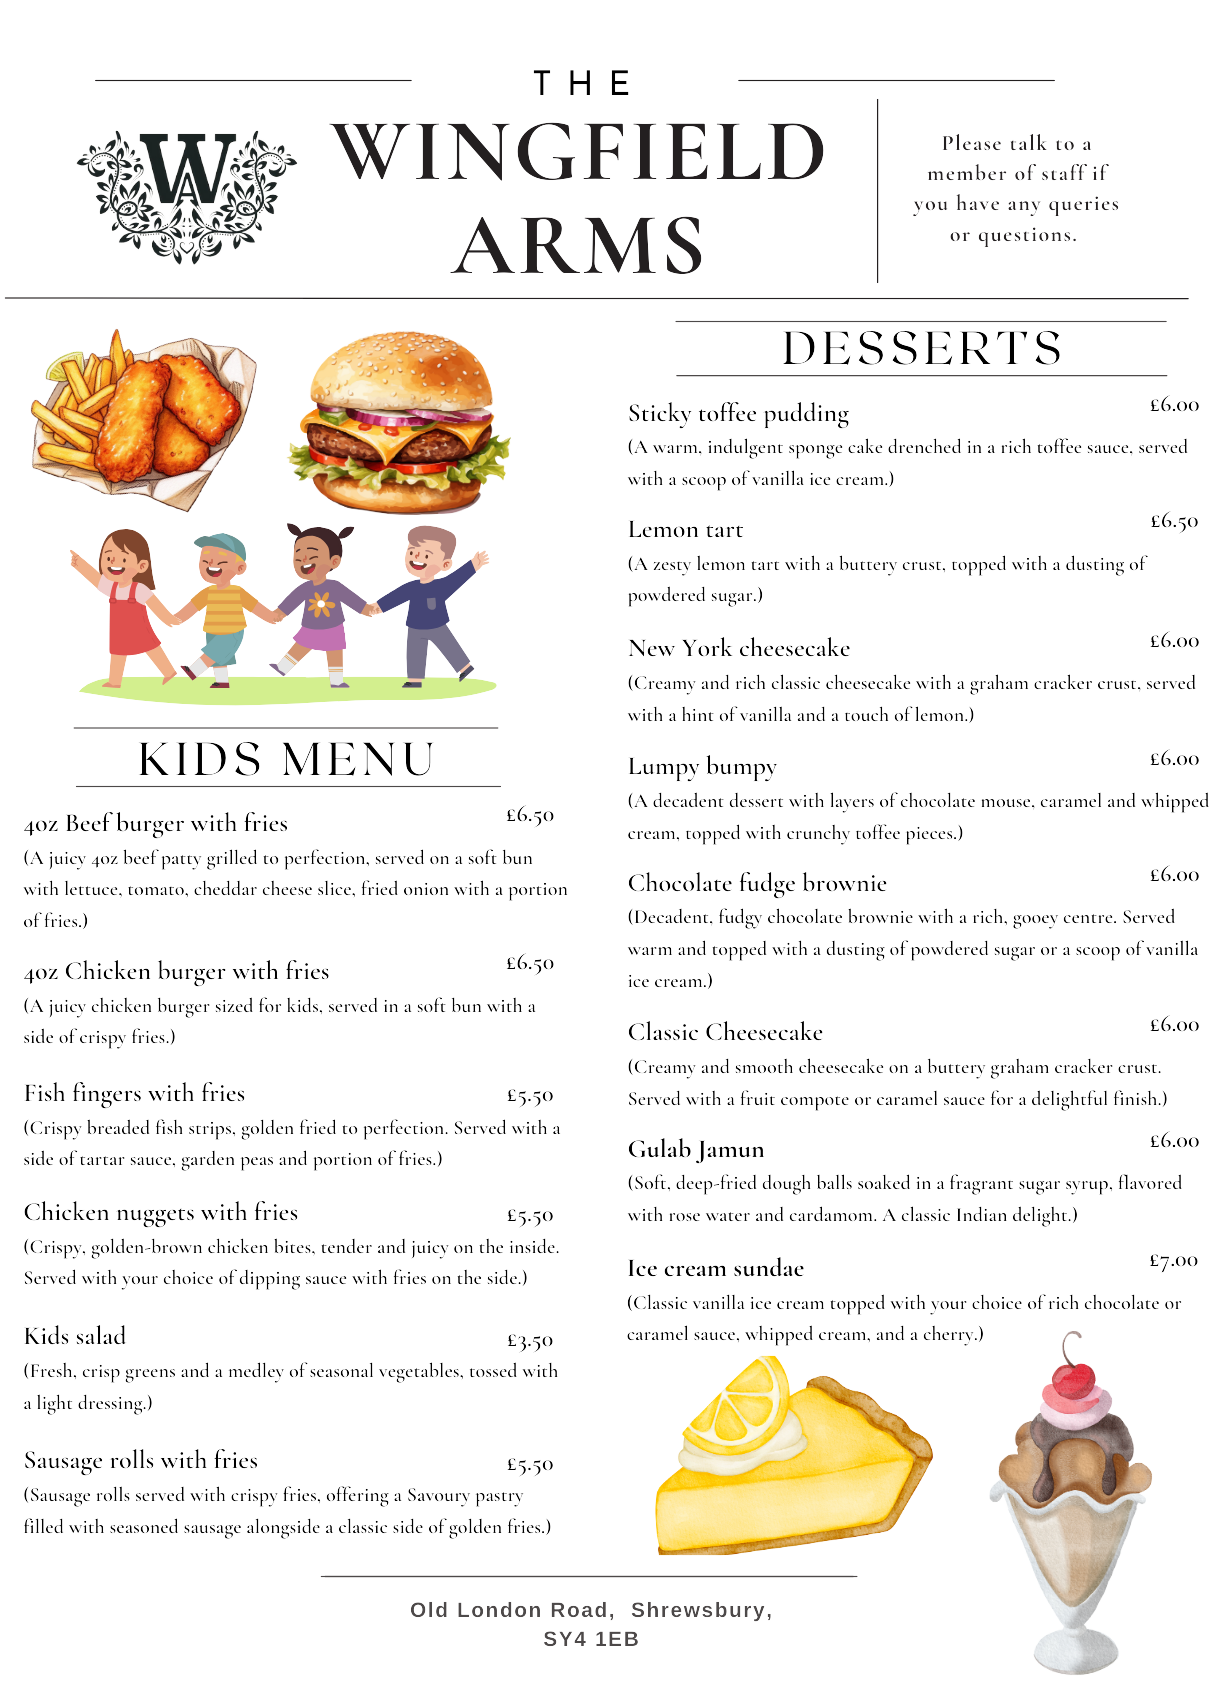 THE
WINGFIELD
ARMS
WA
Please talk to a
member of staff if
you have any queries
or questions.
KIDS MENU
4oz Beef burger with fries £6.50
(A juicy 4oz beef patty grilled to perfection, served on a soft bun
with lettuce, tomato, cheddar cheese slice, fried onion with a portion
of fries.)
4oz Chicken burger with fries £6.50
(A juicy chicken burger sized for kids, served in a soft bun with a
side of crispy fries.)
Fish fingers with fries £5.50
(Crispy breaded fish strips, golden fried to perfection. Served with a
side of tartar sauce, garden peas and portion of fries.)
Chicken nuggets with fries £5.50
(Crispy, golden-brown chicken bites, tender and juicy on the inside.
Served with your choice of dipping sauce with fries on the side.)
Kids salad £3.50
(Fresh, crisp greens and a medley of seasonal vegetables, tossed with
a light dressing.)
Sausage rolls with fries £5.50
(Sausage rolls served with crispy fries, offering a Savoury pastry
filled with seasoned sausage alongside a classic side of golden fries.)
DESSERTS
Sticky toffee pudding £6.00
(A warm, indulgent sponge cake drenched in a rich toffee sauce, served
with a scoop of vanilla ice cream.)
Lemon tart £6.50
(A zesty lemon tart with a buttery crust, topped with a dusting of
powdered sugar.)
New York cheesecake £6.00
(Creamy and rich classic cheesecake with a graham cracker crust, served
with a hint of vanilla and a touch of lemon.)
Lumpy bumpy £6.00
(A decadent dessert with layers of chocolate mouse, caramel and whipped
cream, topped with crunchy toffee pieces.)
Chocolate fudge brownie £6.00
(Decadent, fudgy chocolate brownie with a rich, gooey centre. Served
warm and topped with a dusting of powdered sugar or a scoop of vanilla
ice cream.)
Classic Cheesecake £6.00
(Creamy and smooth cheesecake on a buttery graham cracker crust.
Served with a fruit compote or caramel sauce for a delightful finish.)
Gulab Jamun £6.00
(Soft, deep-fried dough balls soaked in a fragrant sugar syrup, flavored
with rose water and cardamom. A classic Indian delight.)
Ice cream sundae £7.00
(Classic vanilla ice cream topped with your choice of rich chocolate or
caramel sauce, whipped cream, and a cherry.)
Old London Road, Shrewsbury,
SY4 1EB